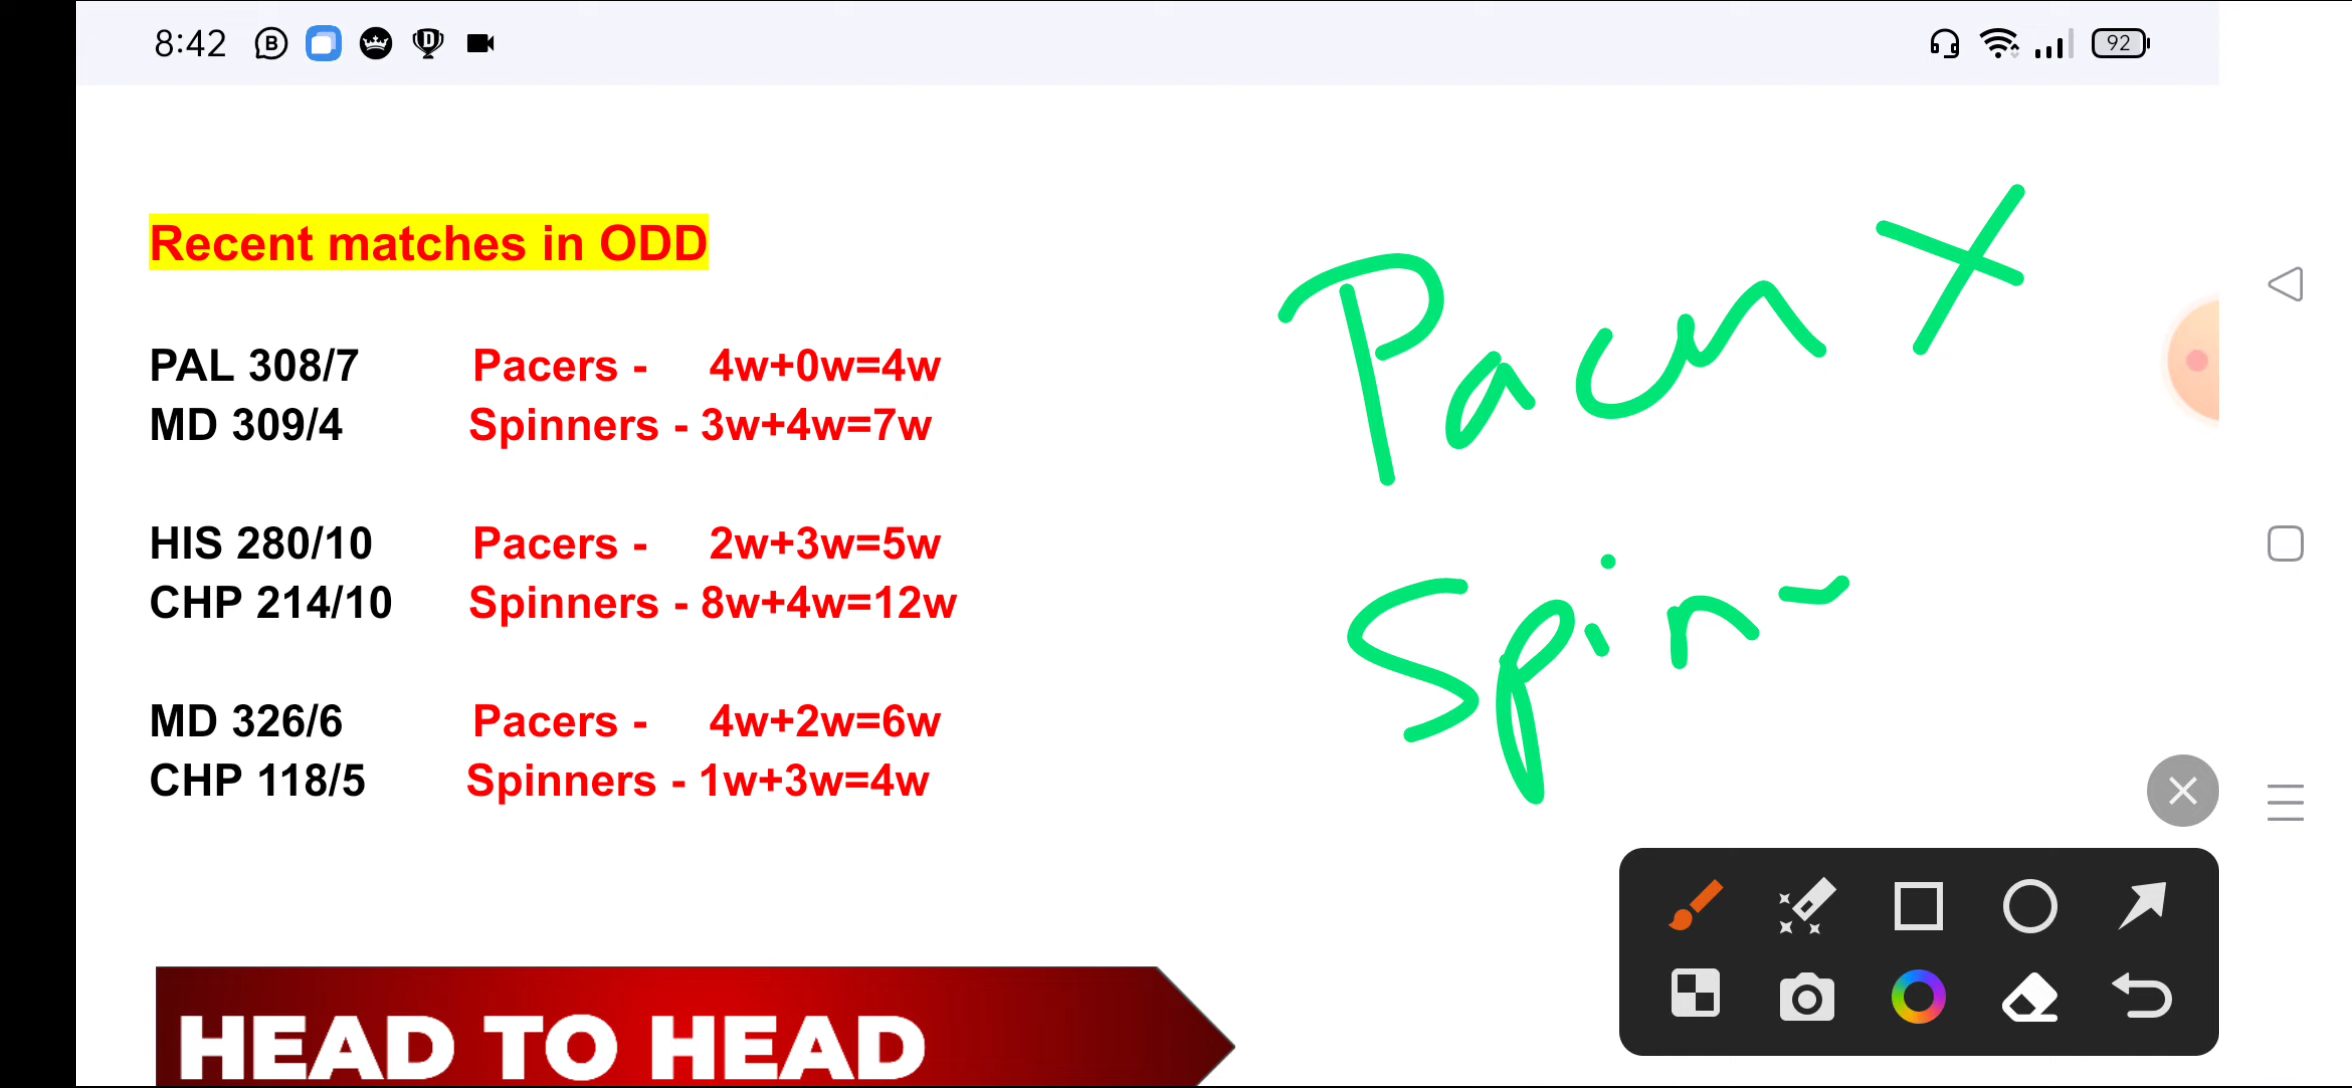 8:42
92
Recent matches in ODD
PAL 308/7 Pacers - 4w+0w=4w
MD 309/4 Spinners - 3w+4w=7w
HIS 280/10 Pacers - 2w+3w=5w
CHP 214/10 Spinners - 8w+4w=12w
MD 326/6 Pacers - 4w+2w=6w
CHP 118/5 Spinners - 1w+3w=4w
Spin
HEAD TO HEAD